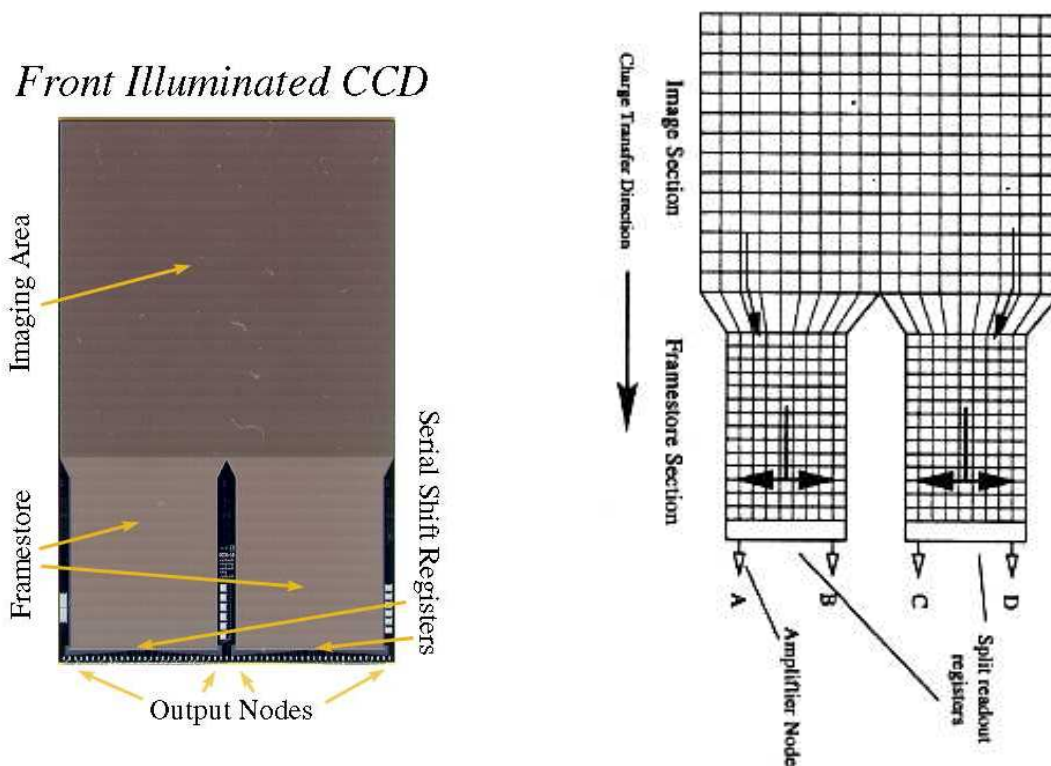 Front Illuminated CCD
Imaging Area
Framestore
Serial Shift
Registers
Output Nodes
Image Section
Charge Transfer Direction
Framestore Section
A
B
C
D
Ampliftier Node
Split readout
registers